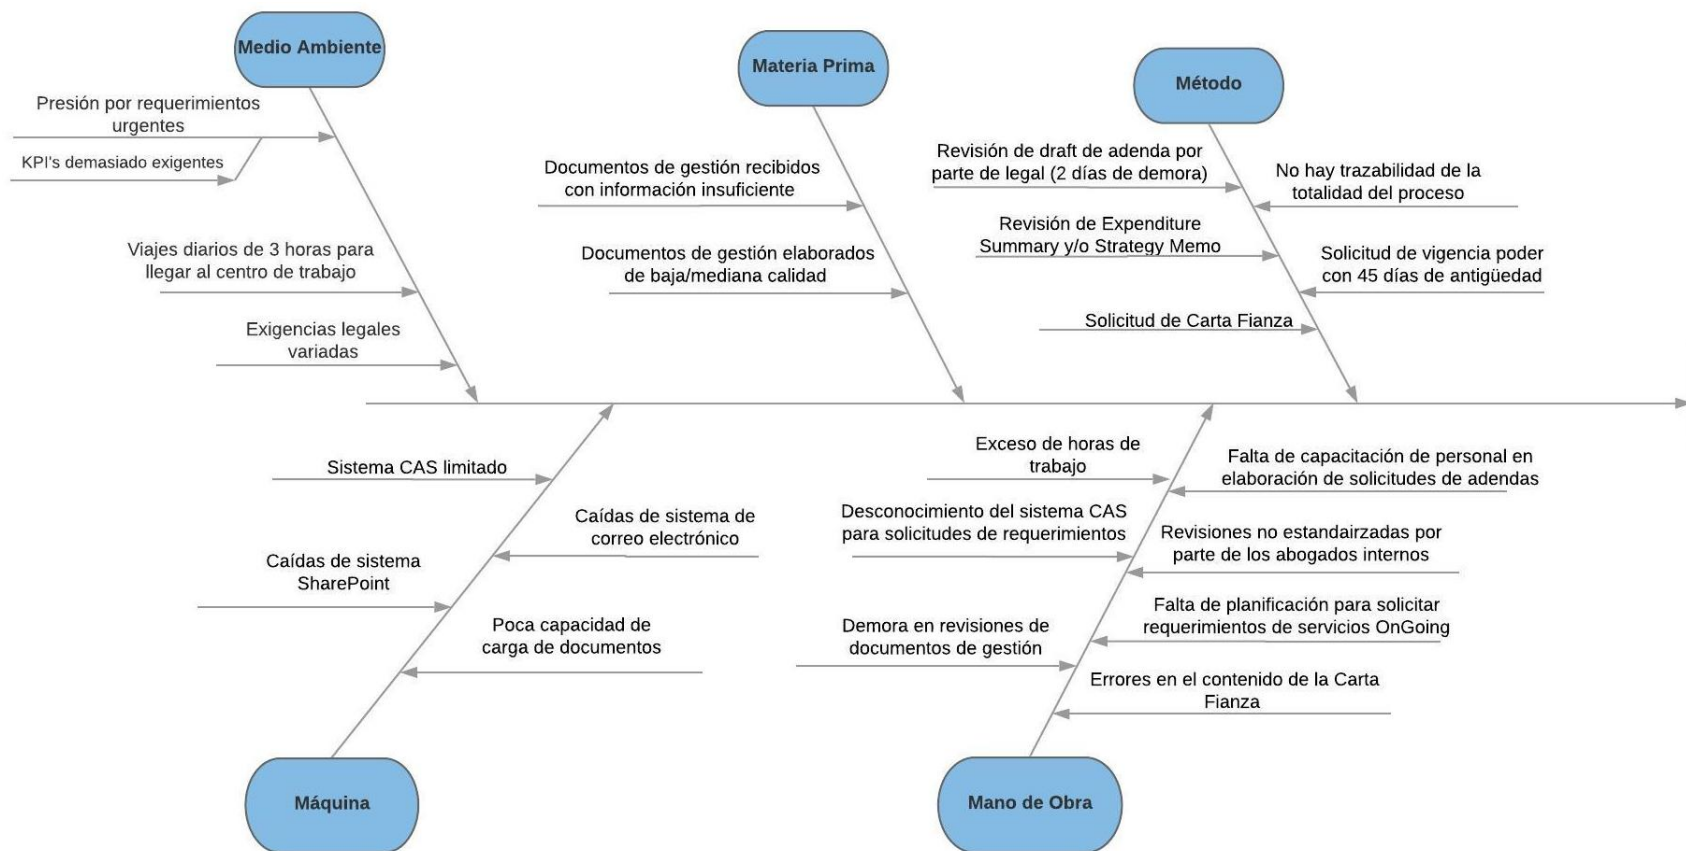 Medio Ambiente
Presión por requerimientos
urgentes
KPI's demasiado exigentes
Viajes diarios de 3 horas para
llegar al centro de trabajo
Exigencias legales
variadas
Materia Prima
Documentos de gestión recibidos
con información insuficiente
Documentos de gestión elaborados
de baja/mediana calidad
Método
Revisión de draft de adenda por
parte de legal (2 días de demora)
No hay trazabilidad de la
totalidad del proceso
Revisión de Expenditure
Summary y/o Strategy Memo
Solicitud de vigencia poder
con 45 días de antigüedad
Solicitud de Carta Fianza
Sistema CAS limitado
Caídas de sistema de
correo electrónico
Caídas de sistema
SharePoint
Poca capacidad de
carga de documentos
Máquina
Exceso de horas de
trabajo
Falta de capacitación de personal en
elaboración de solicitudes de adendas
Desconocimiento del sistema CAS
para solicitudes de requerimientos
Revisiones no estandairzadas por
parte de los abogados internos
Falta de planificación para solicitar
requerimientos de servicios OnGoing
Demora en revisiones de
documentos de gestión
Errores en el contenido de la Carta
Fianza
Mano de Obra